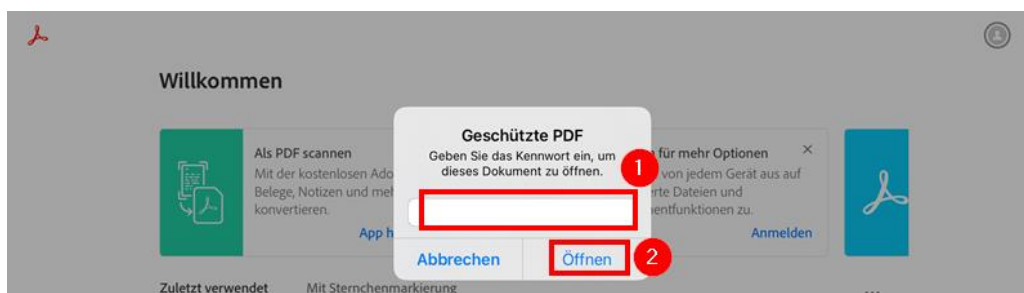 Willkommen
Geschützte PDF
Geben Sie das Kennwort ein, um
dieses Dokument zu öffnen.
1
Abbrechen
Öffnen
2
Als PDF scannen
Mit der kostenlosen Ado
Belege, Notizen und me
konvertieren.
App h
für mehr Optionen
von jedem Gerät aus auf
rte Dateien und
entfunktionen zu.
Anmelden
Zuletzt verwendet
Mit Sternchenmarkierung